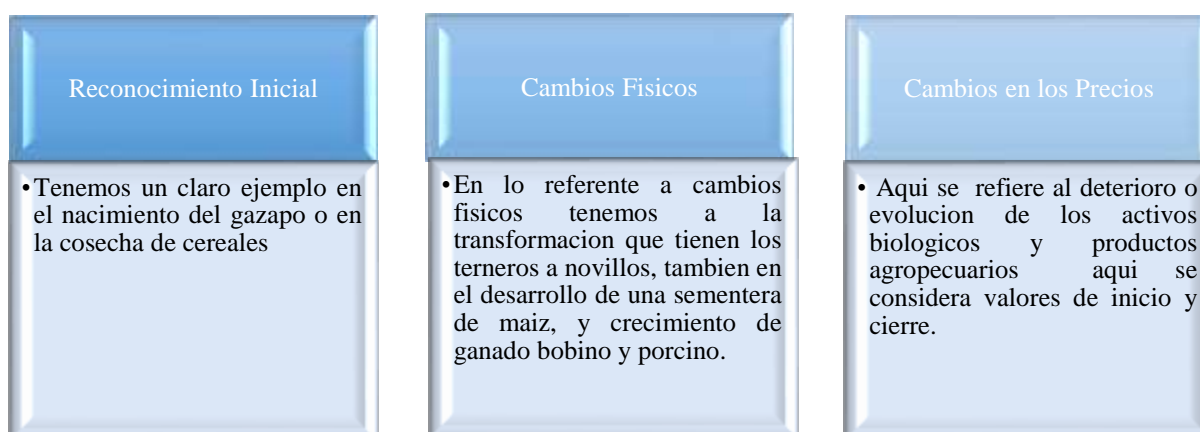 Reconocimiento Inicial
•Tenemos un claro ejemplo en
el nacimiento del gazapo o en
la cosecha de cereales
Cambios Fisicos
•En lo referente a cambios
fisicos tenemos a la
transformacion que tienen los
terneros a novillos, tambien en
el desarrollo de una sementera
de maiz, y crecimiento de
ganado bobino y porcino.
Cambios en los Precios
• Aqui se refiere al deterioro o
evolucion de los activos
biologicos y productos
agropecuarios aqui se
considera valores de inicio y
cierre.